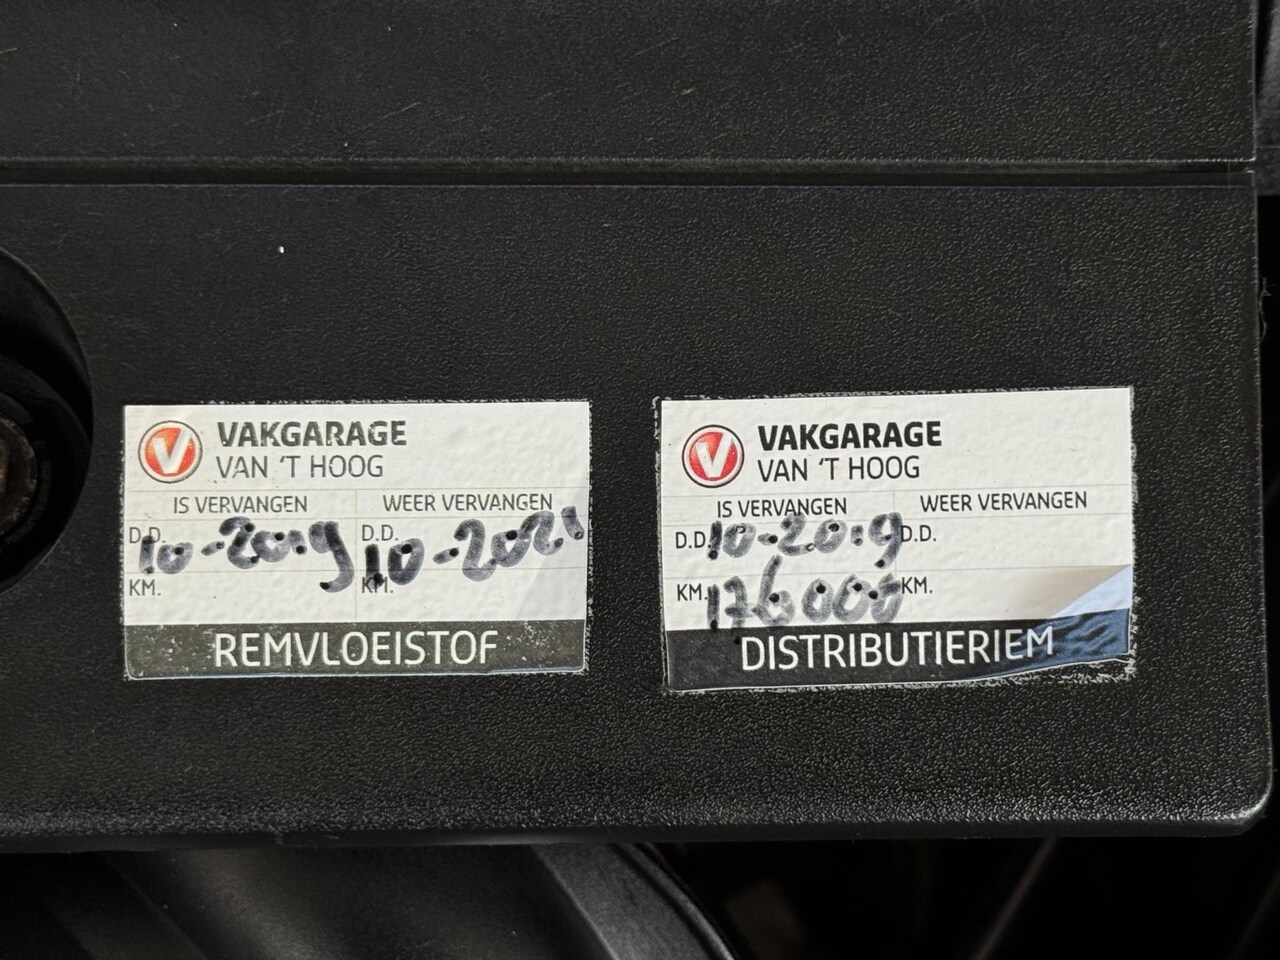 VAKGARAGE
VAN 'T HOOG
IS VERVANGEN WEER VERVANGEN
D.D. 10-2019 D.D. 10-2021
KM. KM.
REMVLOEISTOF
VAKGARAGE
VAN 'T HOOG
IS VERVANGEN WEER VERVANGEN
D.D. 10-2019 D.D.
KM. 176000 KM.
DISTRIBUTIERIEM